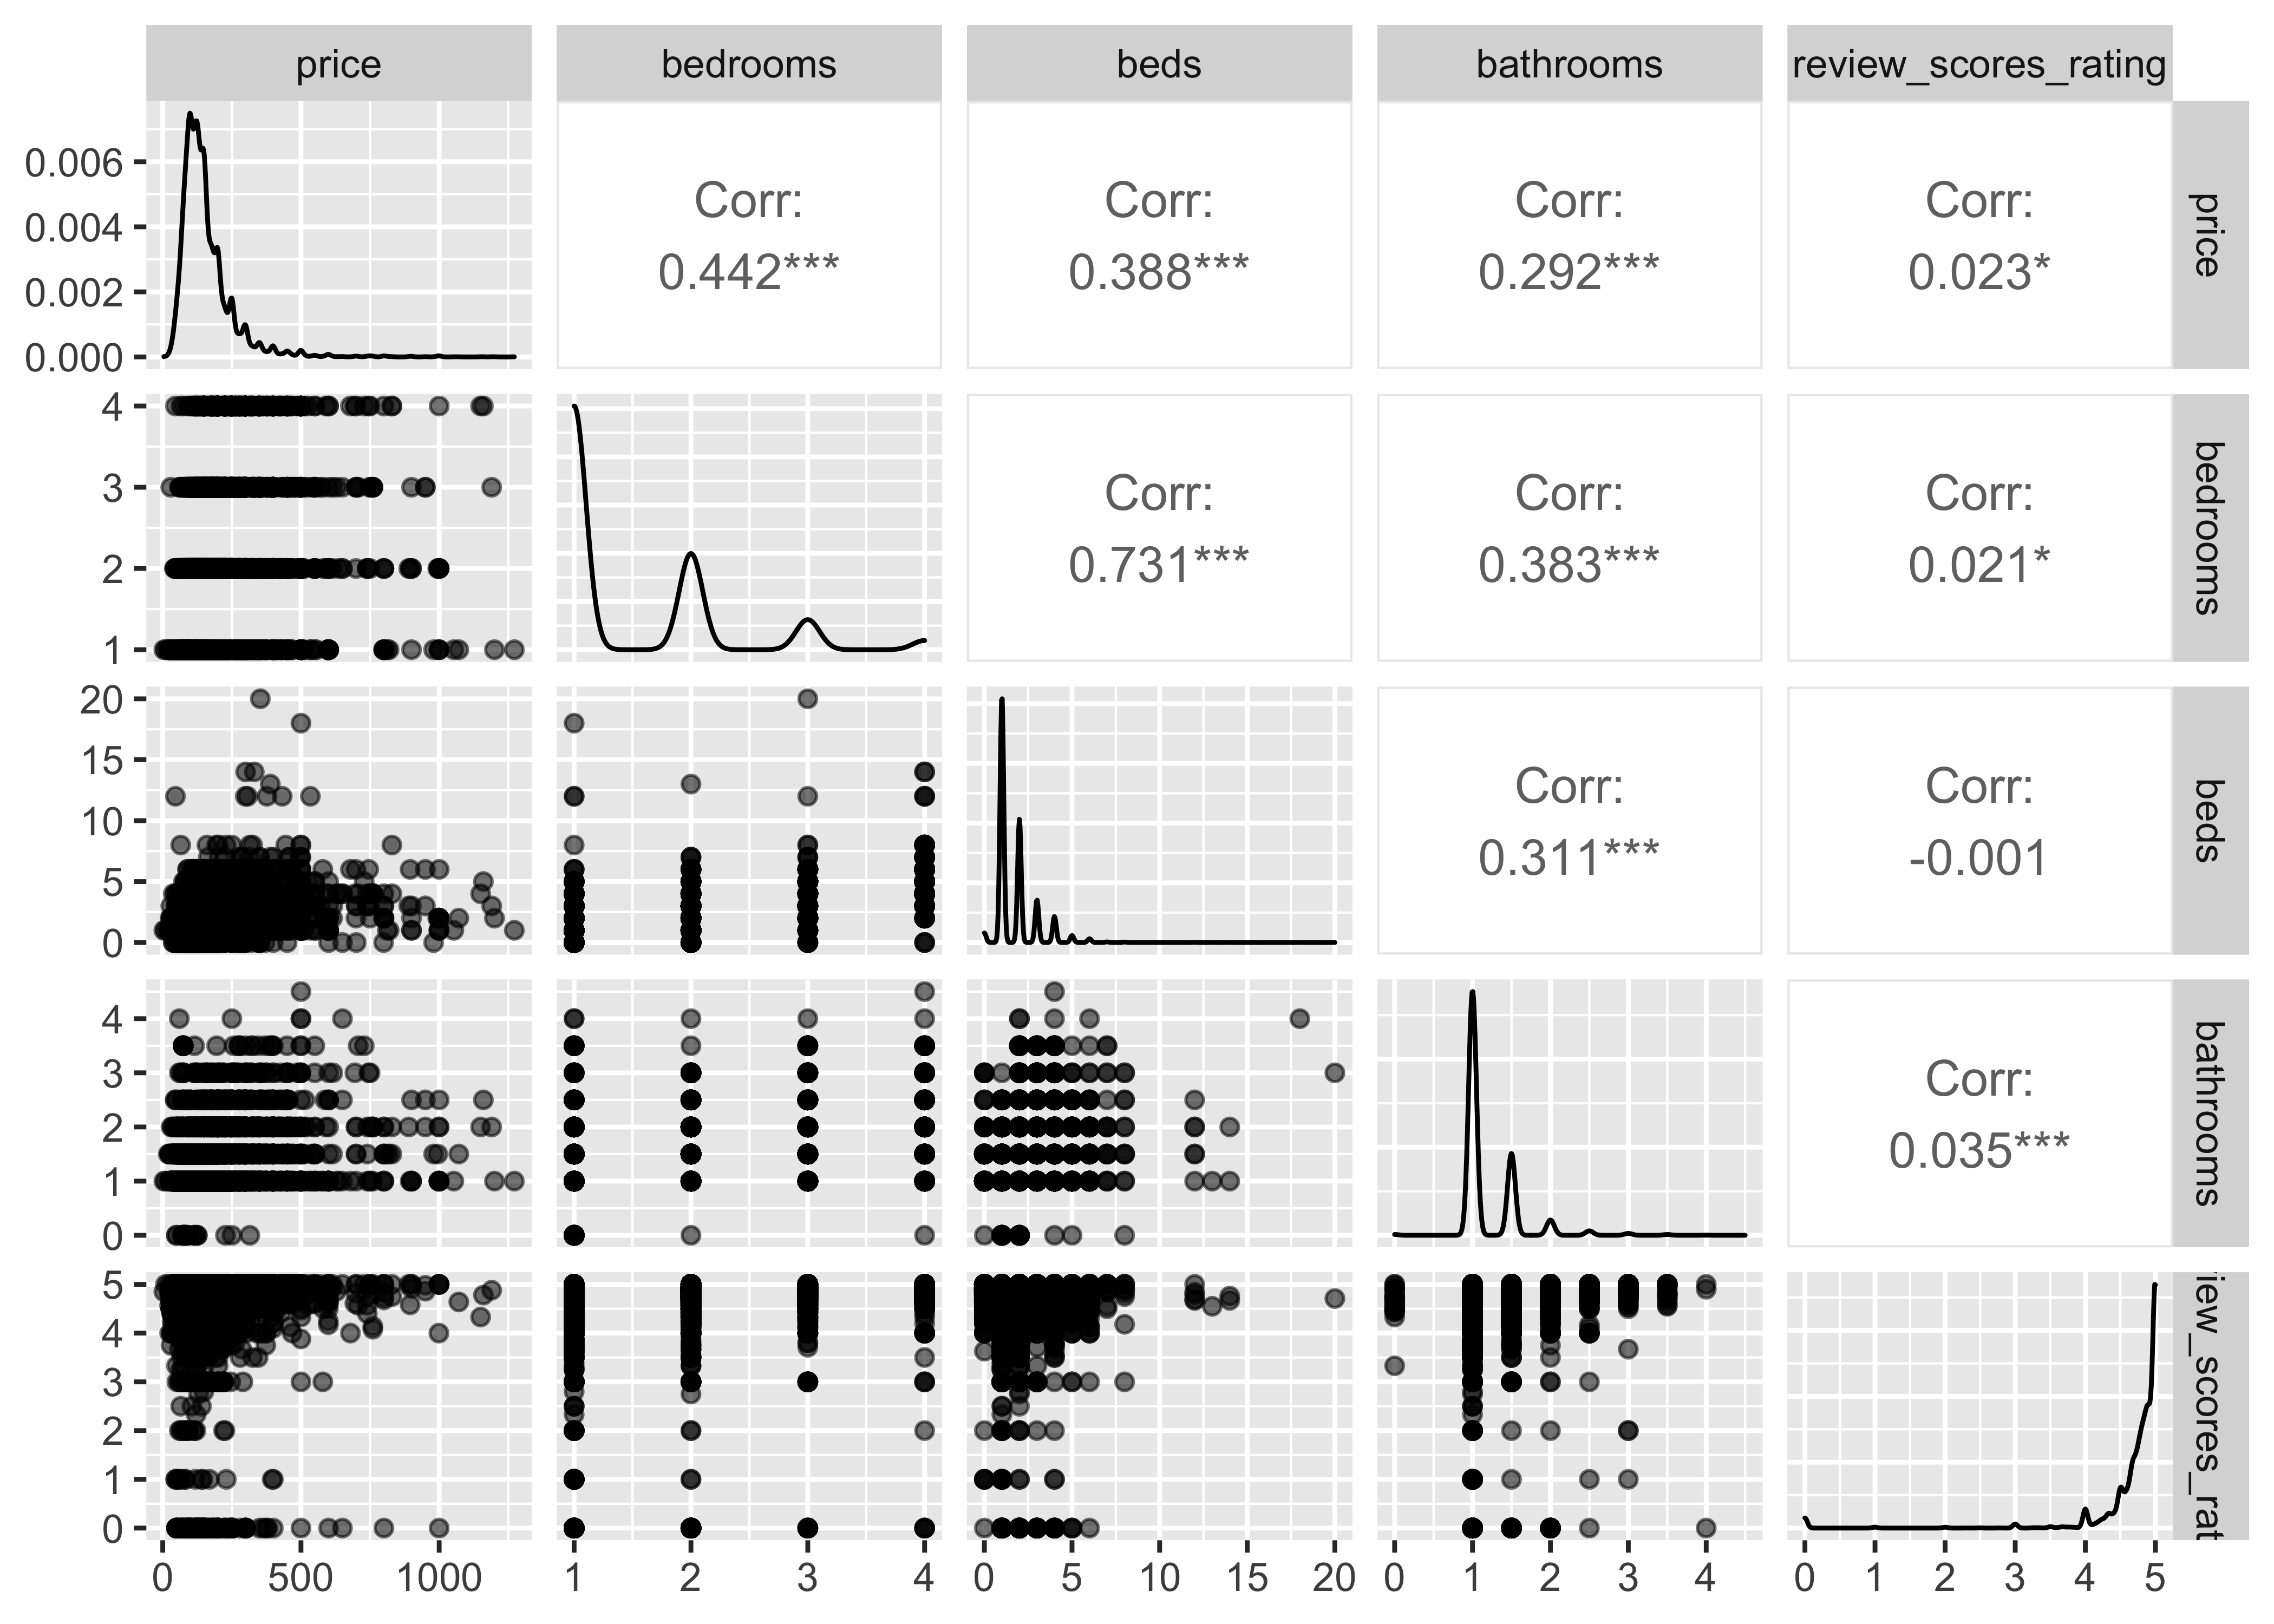 price bedrooms beds bathrooms review_scores_rating
0.006
0.004
0.002
0.000
Corr:
0.442***
Corr:
0.388***
Corr:
0.292***
Corr:
0.023*
price
4
3
2
1
Corr:
0.731***
Corr:
0.383***
Corr:
0.021*
bedrooms
20
15
10
5
0
Corr:
0.311***
Corr:
-0.001
beds
4
3
2
1
0
Corr:
0.035***
bathrooms
5
4
3
2
1
0
view_scores_rat
0 500 1000
1 2 3 4
0 5 10 15 20
0 1 2 3 4
0 1 2 3 4 5